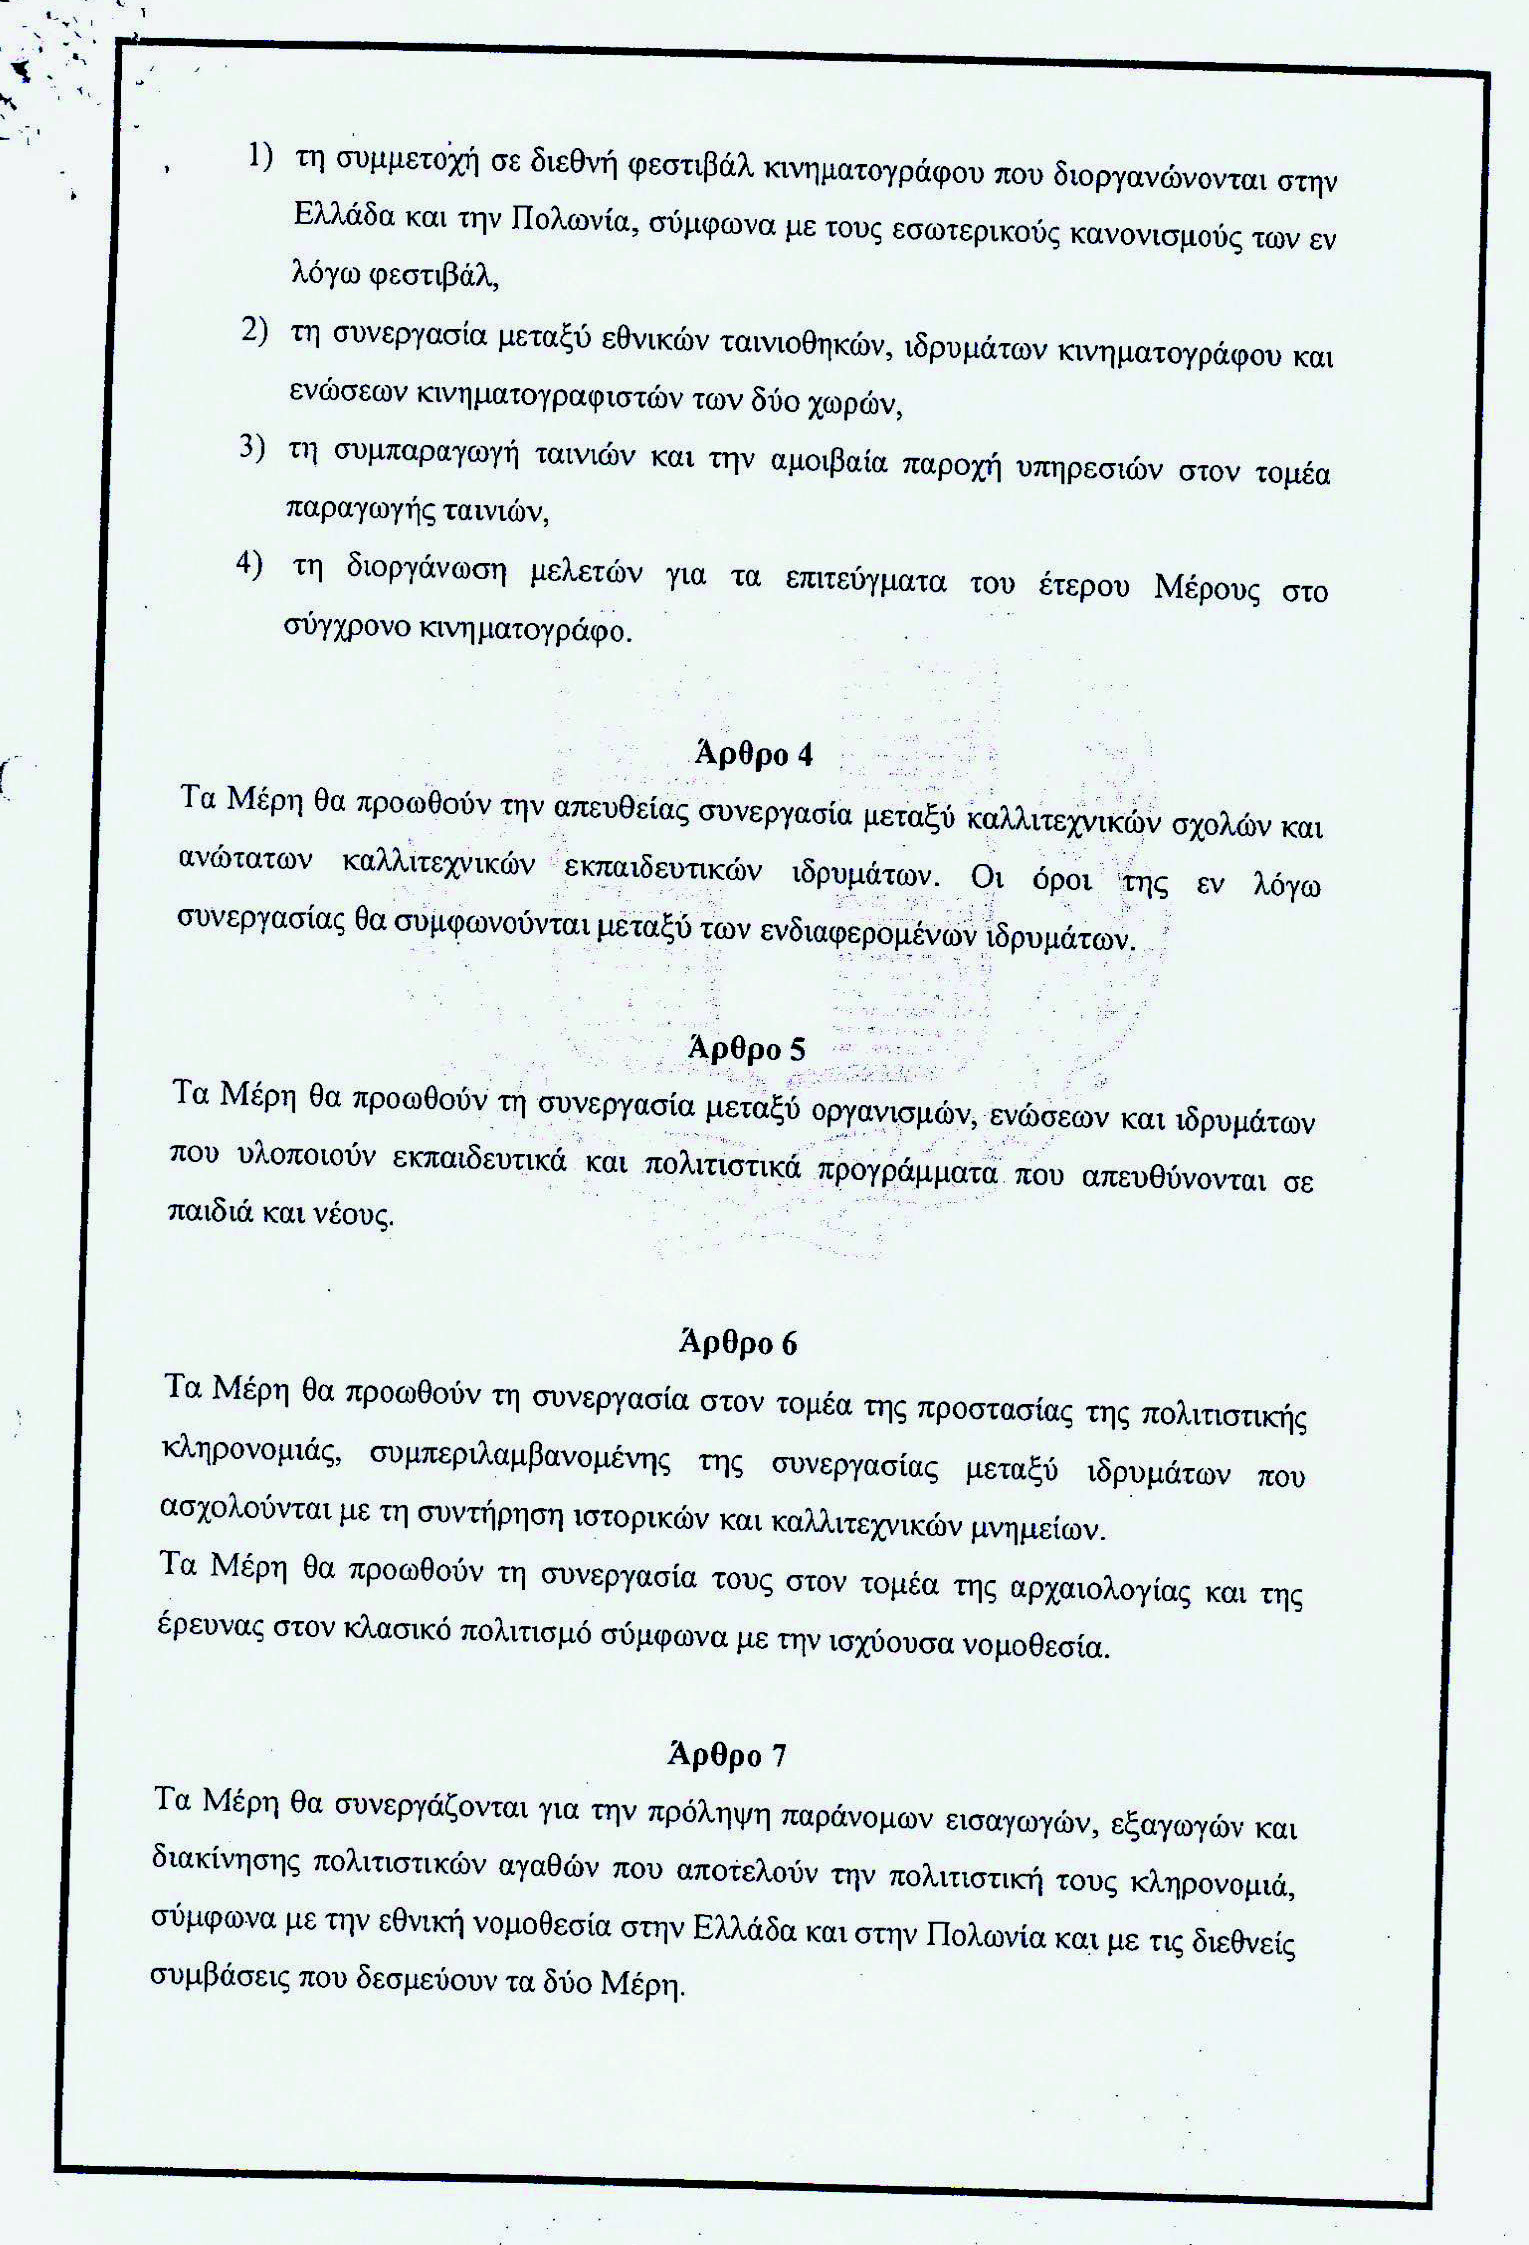 1) τη συμμετοχή σε διεθνή φεστιβάλ κινηματογράφου που διοργανώνονται στην
Ελλάδα και την Πολωνία, σύμφωνα με τους εσωτερικούς κανονισμούς των εν
λόγω φεστιβάλ,
2) τη συνεργασία μεταξύ εθνικών ταινιοθηκών, ιδρυμάτων κινηματογράφου και
ενώσεων κινηματογραφιστών των δύο χωρών,
3) τη συμπαραγωγή ταινιών και την αμοιβαία παροχή υπηρεσιών στον τομέα
παραγωγής ταινιών,
4) τη διοργάνωση μελετών για τα επιτεύγματα του έτερου Μέρους στο
σύγχρονο κινηματογράφο.
Άρθρο 4
Τα Μέρη θα προωθούν την απευθείας συνεργασία μεταξύ καλλιτεχνικών σχολών και
ανώτατων καλλιτεχνικών εκπαιδευτικών ιδρυμάτων. Οι όροι της εν λόγω
συνεργασίας θα συμφωνούνται μεταξύ των ενδιαφερομένων ιδρυμάτων.
Άρθρο 5
Τα Μέρη θα προωθούν τη συνεργασία μεταξύ οργανισμών, ενώσεων και ιδρυμάτων
που υλοποιούν εκπαιδευτικά και πολιτιστικά προγράμματα που απευθύνονται σε
παιδιά και νέους.
Άρθρο 6
Τα Μέρη θα προωθούν τη συνεργασία στον τομέα της προστασίας της πολιτιστικής
κληρονομιάς, συμπεριλαμβανομένης της συνεργασίας μεταξύ ιδρυμάτων που
ασχολούνται με τη συντήρηση ιστορικών και καλλιτεχνικών μνημείων.
Τα Μέρη θα προωθούν τη συνεργασία τους στον τομέα της αρχαιολογίας και της
έρευνας στον κλασικό πολιτισμό σύμφωνα με την ισχύουσα νομοθεσία.
Άρθρο 7
Τα Μέρη θα συνεργάζονται για την πρόληψη παράνομων εισαγωγών, εξαγωγών και
διακίνησης πολιτιστικών αγαθών που αποτελούν την πολιτιστική τους κληρονομιά,
σύμφωνα με την εθνική νομοθεσία στην Ελλάδα και στην Πολωνία και με τις διεθνείς
συμβάσεις που δεσμεύουν τα δύο Μέρη.